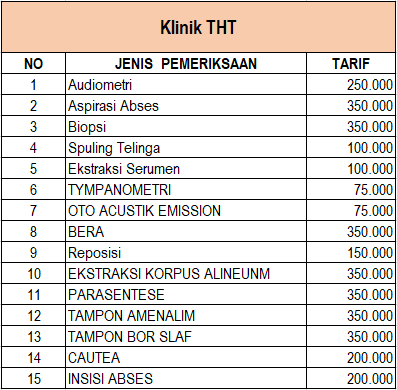 Klinik THT
NO JENIS PEMERIKSAAN TARIF
1 Audiometri 250.000
2 Aspirasi Abses 350.000
3 Biopsi 350.000
4 Spuling Telinga 100.000
5 Ekstraksi Serumen 100.000
6 TYMPANOMETRI 75.000
7 OTO ACUSTIK EMISSION 75.000
8 BERA 350.000
9 Reposisi 150.000
10 EKSTRAKSI KORPUS ALINEUNM 350.000
11 PARASENTESE 350.000
12 TAMPON AMENALIM 350.000
13 TAMPON BOR SLAF 350.000
14 CAUTEA 200.000
15 INSISI ABSES 200.000